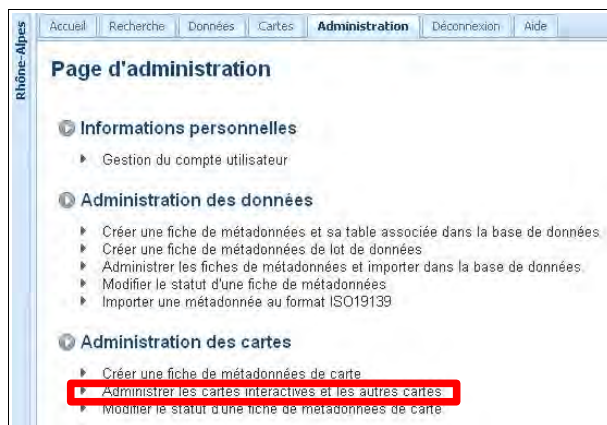 Rhône-Alpes
Accueil Recherche Données Cartes Administration Déconnexion Aide
Page d'administration
Informations personnelles
Gestion du compte utilisateur
Administration des données
Créer une fiche de métadonnées et sa table associée dans la base de données
Créer une fiche de métadonnées de lot de données
Administrer les fiches de métadonnées et importer dans la base de données
Modifier le statut d'une fiche de métadonnées
Importer une métadonnée au format ISO19139
Administration des cartes
Créer une fiche de métadonnées de carte
Administrer les cartes interactives et les autres cartes
Modifier le statut d'une fiche de métadonnées de carte